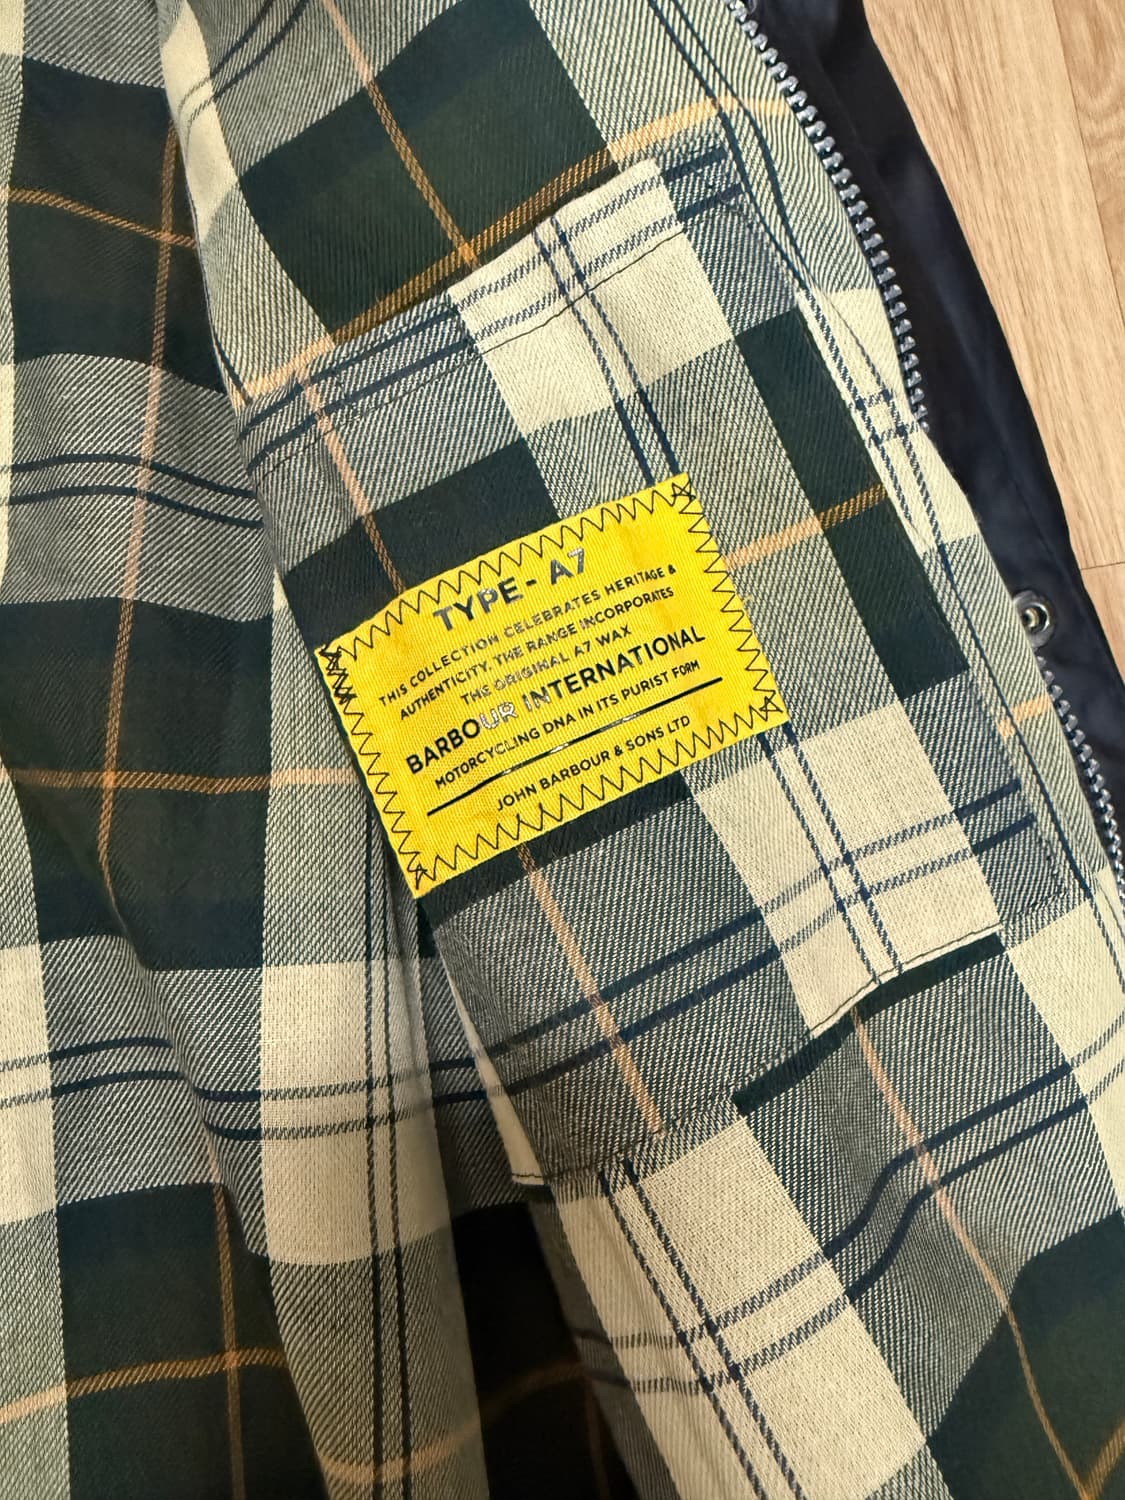 TYPE - A7
THIS COLLECTION CELEBRATES HERITAGE &
AUTHENTICITY, THE RANGE INCORPORATES
THE ORIGINAL A7 WAX
BARBOUR INTERNATIONAL
MOTORCYCLING DNA IN ITS PURIST FORM
JOHN BARBOUR & SONS LTD